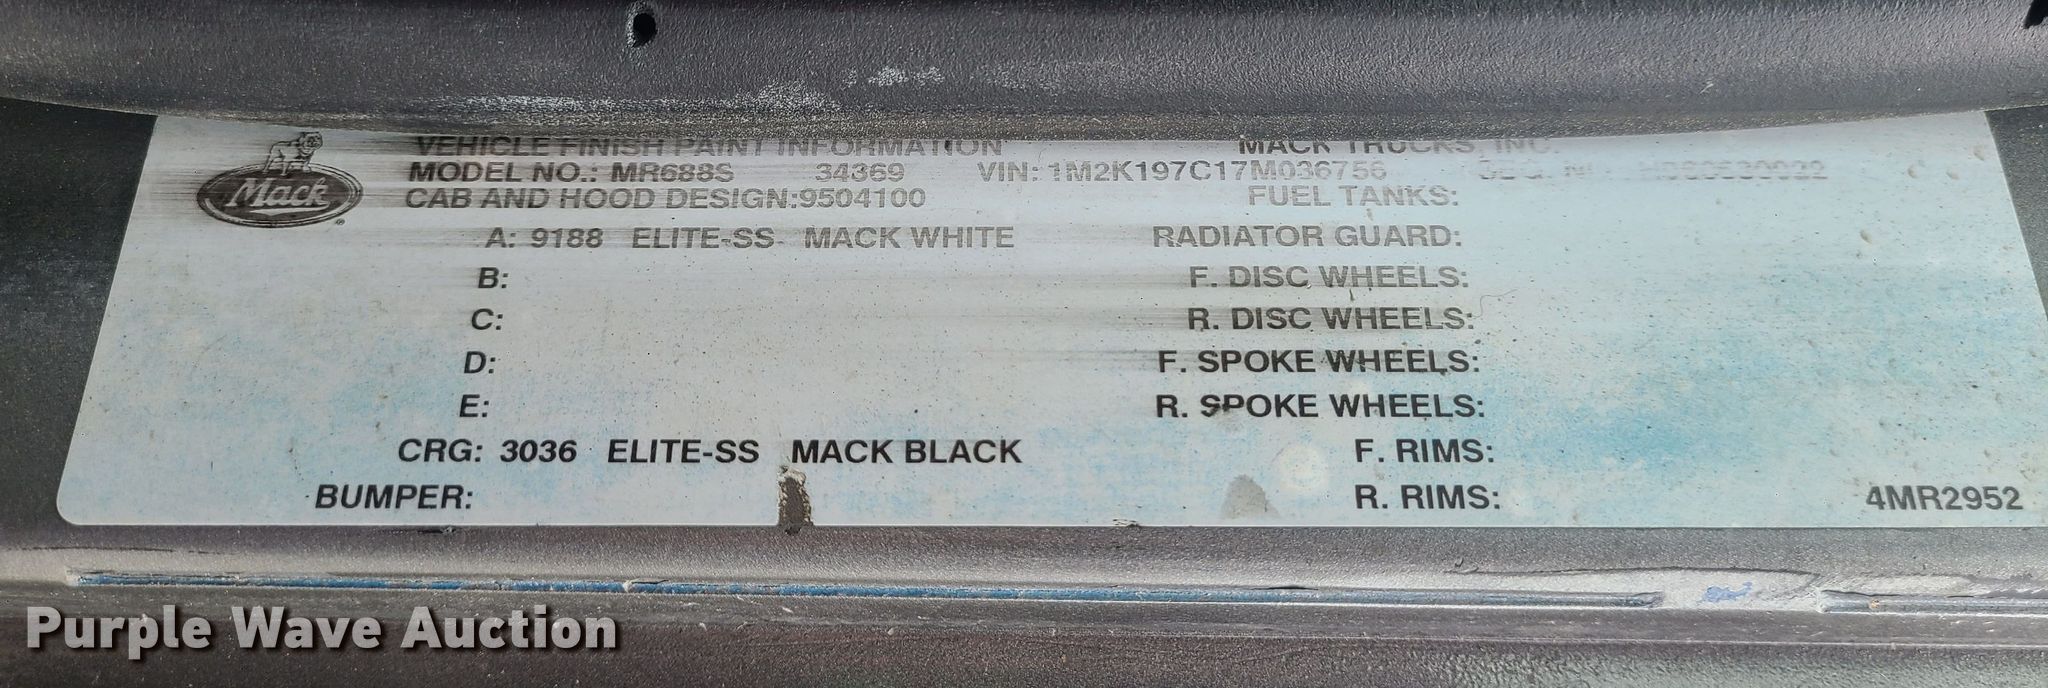 VEHICLE FINISH PAINT INFORMATION MACK TRUCKS, INC.
Mack
MODEL NO.: MR688S 34369 VIN: 1M2K197C17M036756
CAB AND HOOD DESIGN:9504100 FUEL TANKS:
A: 9188 ELITE-SS MACK WHITE RADIATOR GUARD:
B: F. DISC WHEELS:
C: R. DISC WHEELS:
D: F. SPOKE WHEELS:
E: R. SPOKE WHEELS:
CRG: 3036 ELITE-SS MACK BLACK F. RIMS:
BUMPER: R. RIMS: 4MR2952
Purple Wave Auction